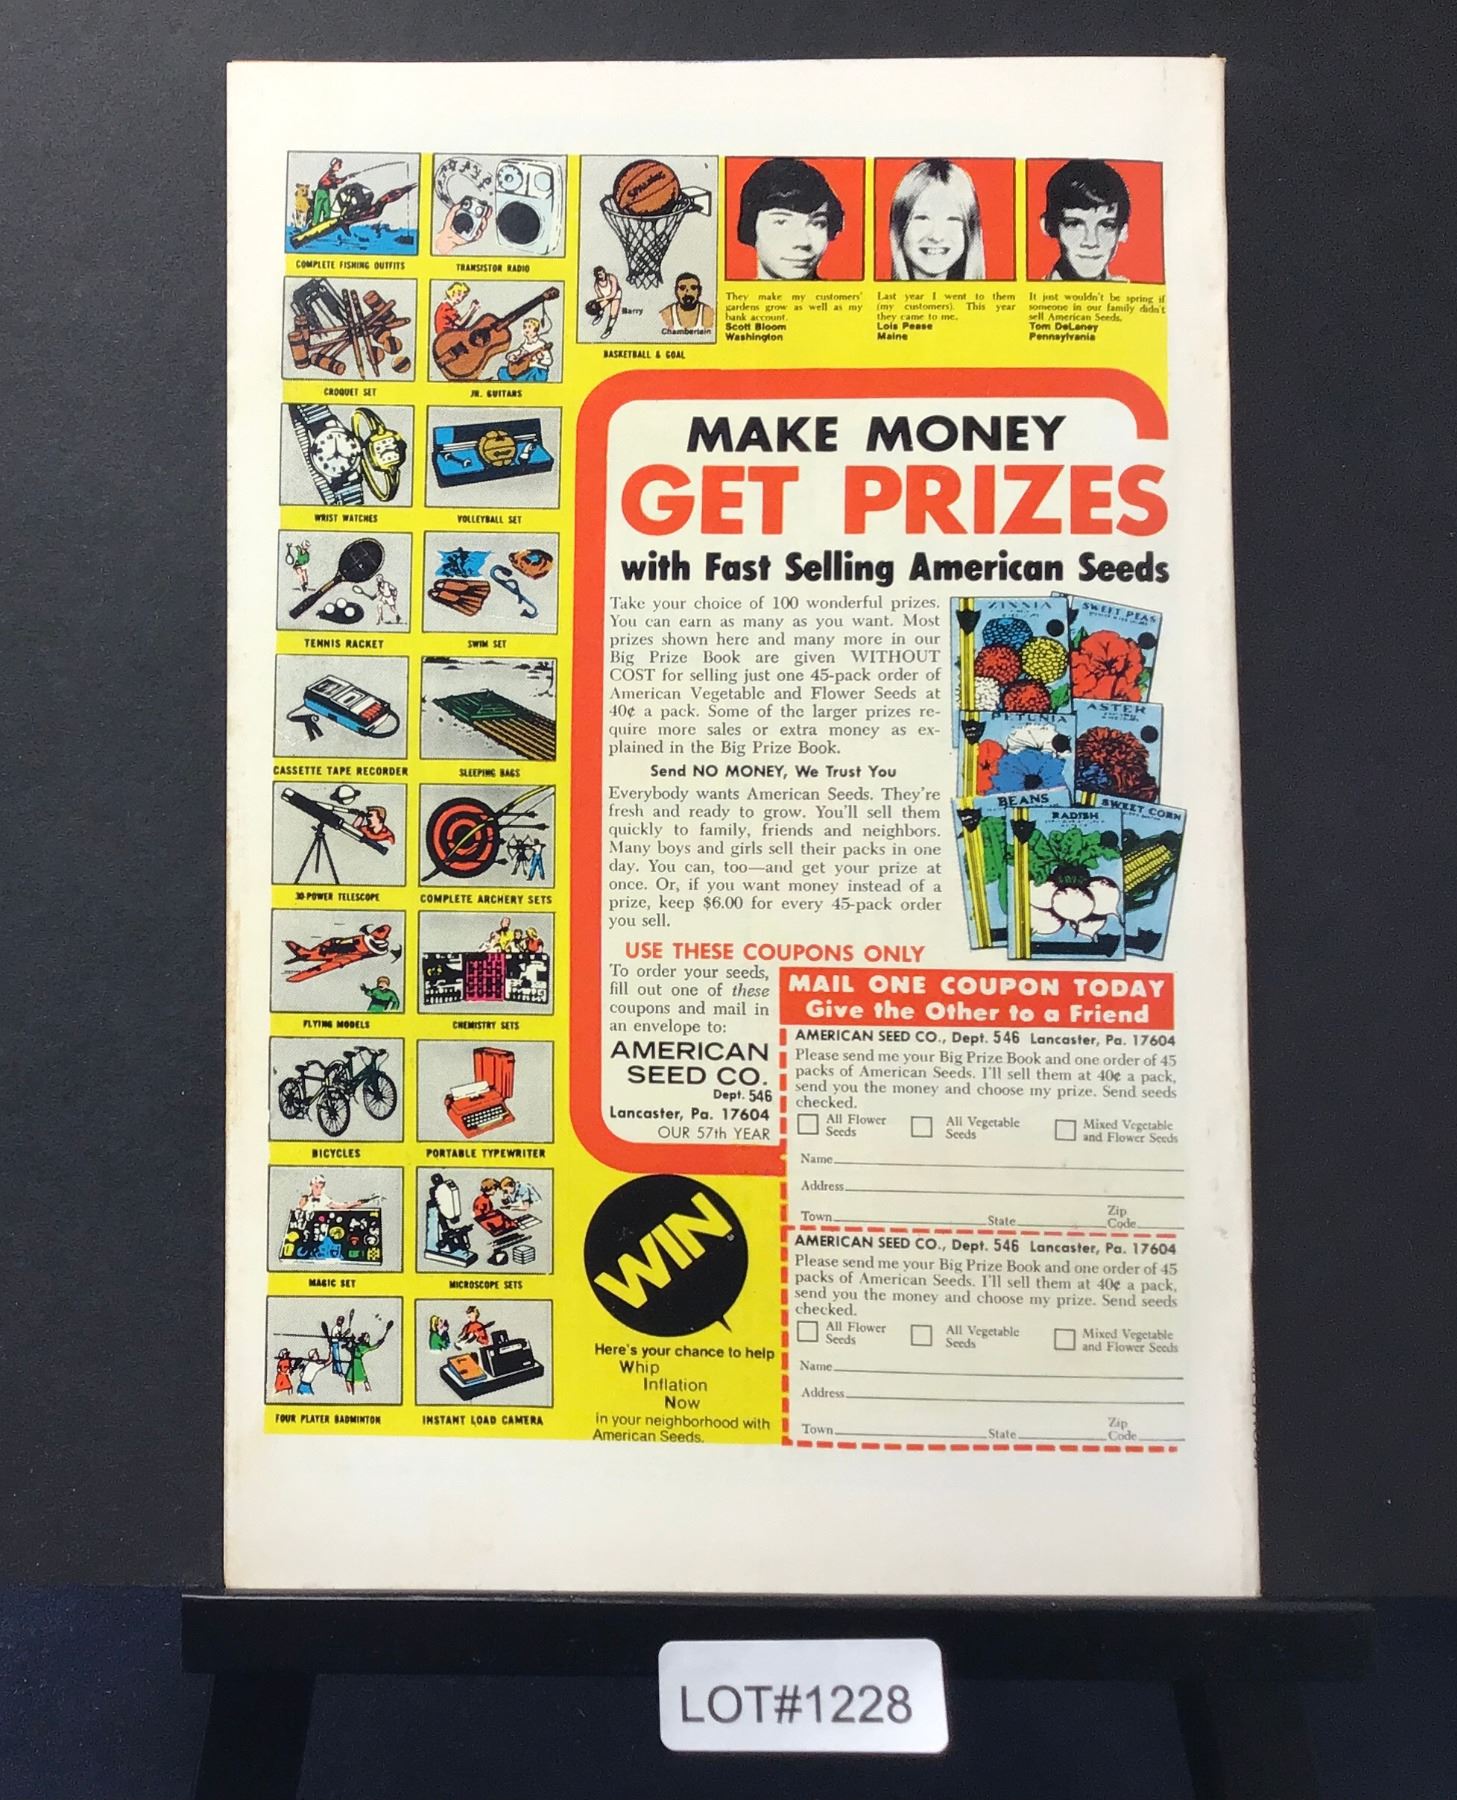 COMPLETE FISHING OUTFITS
TRANSISTOR RADIO
Spalding
Barry
Chamberlain
BASKETBALL & GOAL
CROQUET SET
JR. GUITARS
WRIST WATCHES
VOLLEYBALL SET
TENNIS RACKET
SWIM SET
CASSETTE TAPE RECORDER
SLEEPING BAGS
30-POWER TELESCOPE
COMPLETE ARCHERY SETS
FLYING MODELS
CHEMISTRY SETS
BICYCLES
PORTABLE TYPEWRITER
MAGIC SET
MICROSCOPE SETS
FOUR PLAYER BADMINTON
INSTANT LOAD CAMERA
They make my customers'
gardens grow as well as my
bank account.
Scott Bloom
Washington
Last year I went to them
(my customers). This year
they came to me.
Lois Pease
Maine
It just wouldn't be spring if
someone in our family didn't
sell American Seeds.
Tom DeLaney
Pennsylvania
MAKE MONEY
GET PRIZES
with Fast Selling American Seeds
Take your choice of 100 wonderful prizes.
You can earn as many as you want. Most
prizes shown here and many more in our
Big Prize Book are given WITHOUT
COST for selling just one 45-pack order of
American Vegetable and Flower Seeds at
40¢ a pack. Some of the larger prizes re-
quire more sales or extra money as ex-
plained in the Big Prize Book.
Send NO MONEY, We Trust You
Everybody wants American Seeds. They're
fresh and ready to grow. You'll sell them
quickly to family, friends and neighbors.
Many boys and girls sell their packs in one
day. You can, too—and get your prize at
once. Or, if you want money instead of a
prize, keep $6.00 for every 45-pack order
you sell.
ZINNIA
SWEET PEAS
PETUNIA
ASTER
BEANS
RADISH
SWEET CORN
USE THESE COUPONS ONLY
To order your seeds,
fill out one of these
coupons and mail in
an envelope to:
AMERICAN
SEED CO.
Dept. 546
Lancaster, Pa. 17604
OUR 57th YEAR
MAIL ONE COUPON TODAY
Give the Other to a Friend
AMERICAN SEED CO., Dept. 546 Lancaster, Pa. 17604
Please send me your Big Prize Book and one order of 45
packs of American Seeds. I'll sell them at 40¢ a pack,
send you the money and choose my prize. Send seeds
checked.
All Flower Seeds
All Vegetable Seeds
Mixed Vegetable and Flower Seeds
Name
Address
Town State Zip Code
AMERICAN SEED CO., Dept. 546 Lancaster, Pa. 17604
Please send me your Big Prize Book and one order of 45
packs of American Seeds. I'll sell them at 40¢ a pack,
send you the money and choose my prize. Send seeds
checked.
All Flower Seeds
All Vegetable Seeds
Mixed Vegetable and Flower Seeds
Name
Address
Town State Zip Code
WIN
Here's your chance to help
Whip
Inflation
Now
in your neighborhood with
American Seeds.
LOT#1228